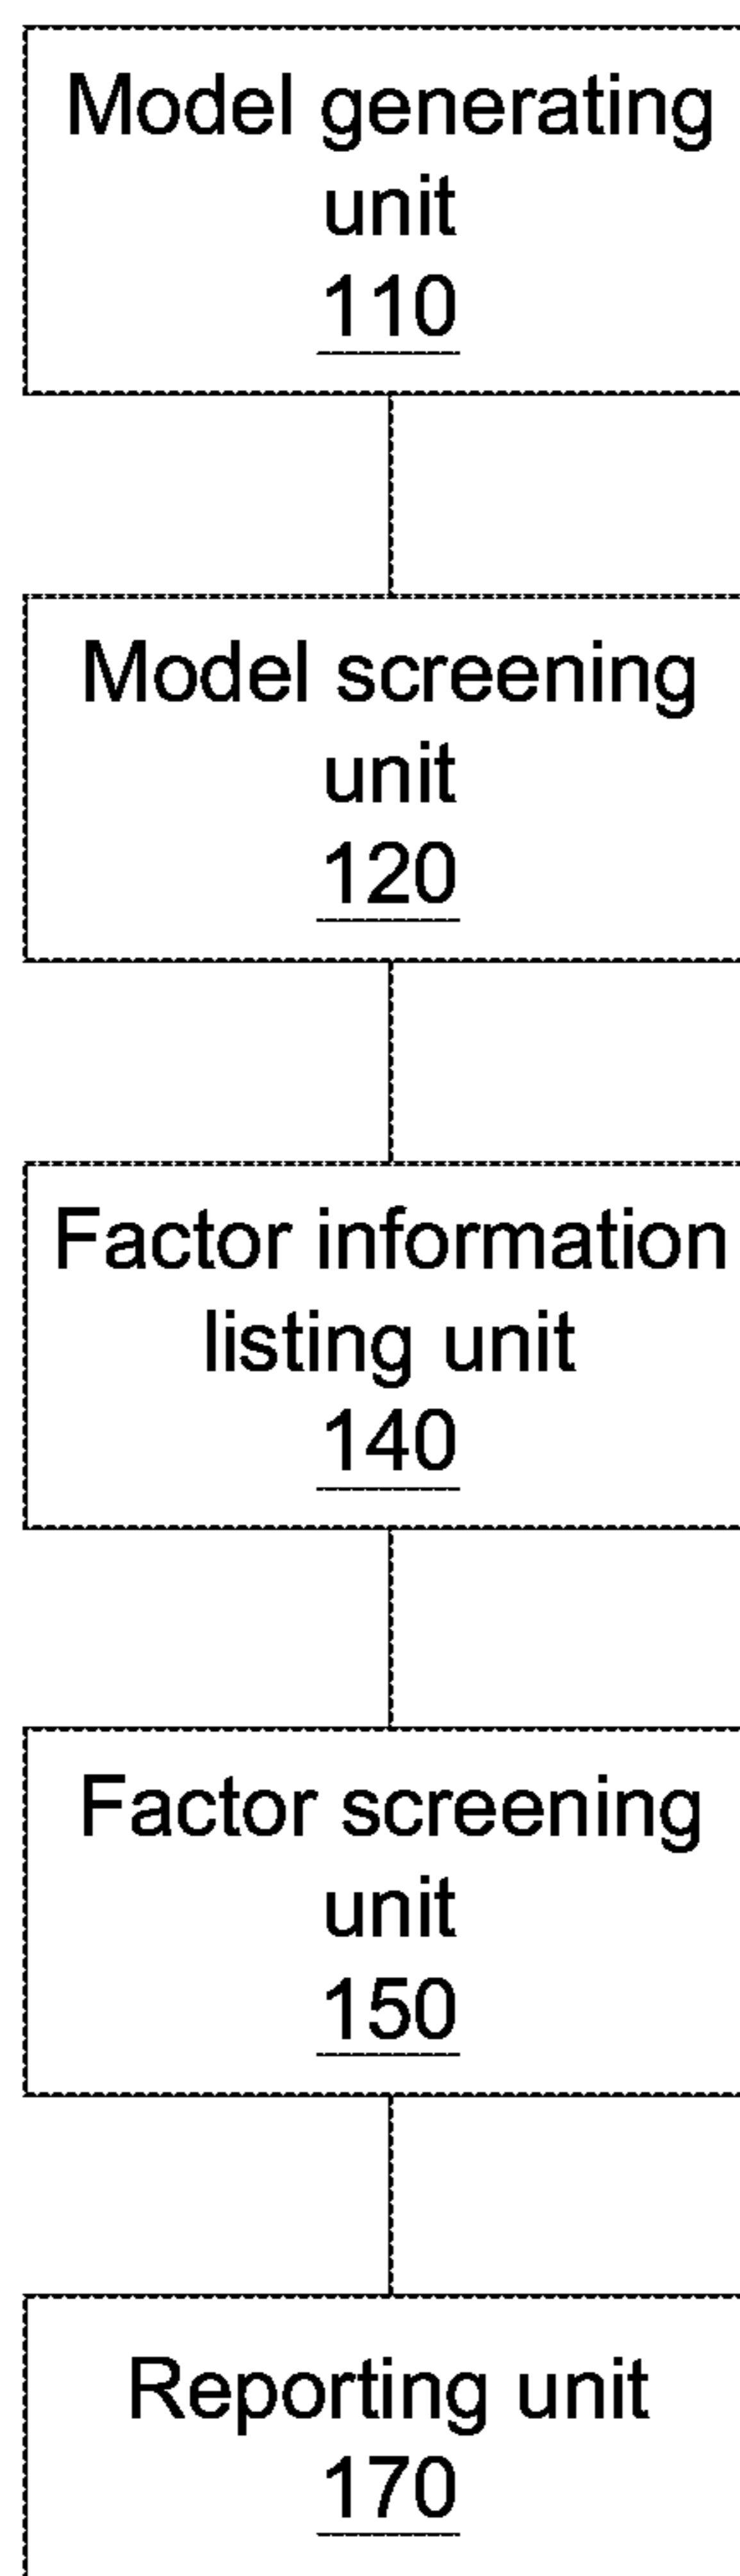 Model generating
unit
110
Model screening
unit
120
Factor information
listing unit
140
Factor screening
unit
150
Reporting unit
170